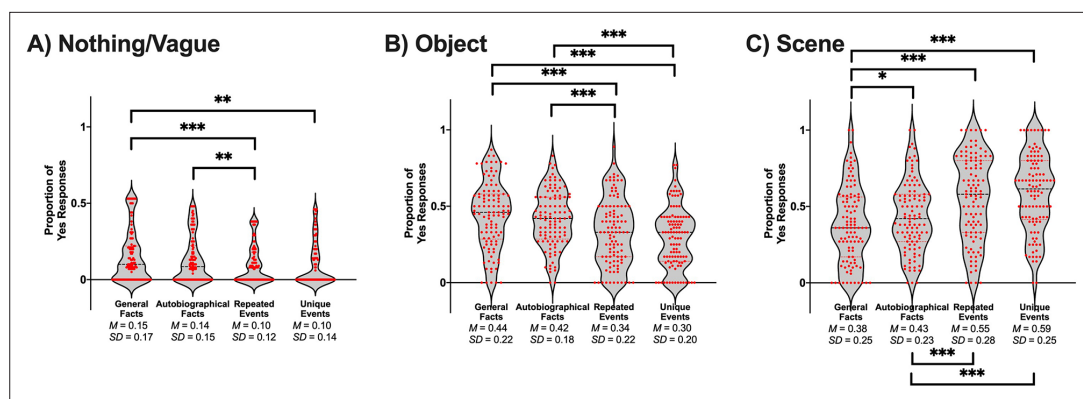 A) Nothing/Vague
**
***
**
1
0.5
0
Proportion of
Yes Responses
General
Facts
M = 0.15
SD = 0.17
Autobiographical
Facts
M = 0.14
SD = 0.15
Repeated
Events
M = 0.10
SD = 0.12
Unique
Events
M = 0.10
SD = 0.14
B) Object
***
***
***
***
1
0.5
0
Proportion of
Yes Responses
General
Facts
M = 0.44
SD = 0.22
Autobiographical
Facts
M = 0.42
SD = 0.18
Repeated
Events
M = 0.34
SD = 0.22
Unique
Events
M = 0.30
SD = 0.20
C) Scene
***
***
*
1
0.5
0
Proportion of
Yes Responses
General
Facts
M = 0.38
SD = 0.25
Autobiographical
Facts
M = 0.43
SD = 0.23
Repeated
Events
M = 0.55
SD = 0.28
Unique Events
M = 0.59
SD = 0.25
***
***